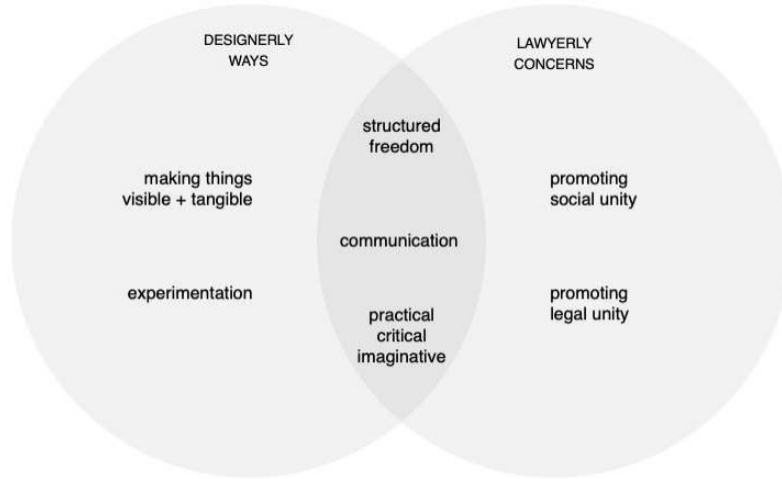 DESIGNERLY
WAYS
LAWYERLY
CONCERNS
structured
freedom
making things
visible + tangible
promoting
social unity
communication
experimentation
promoting
legal unity
practical
critical
imaginative